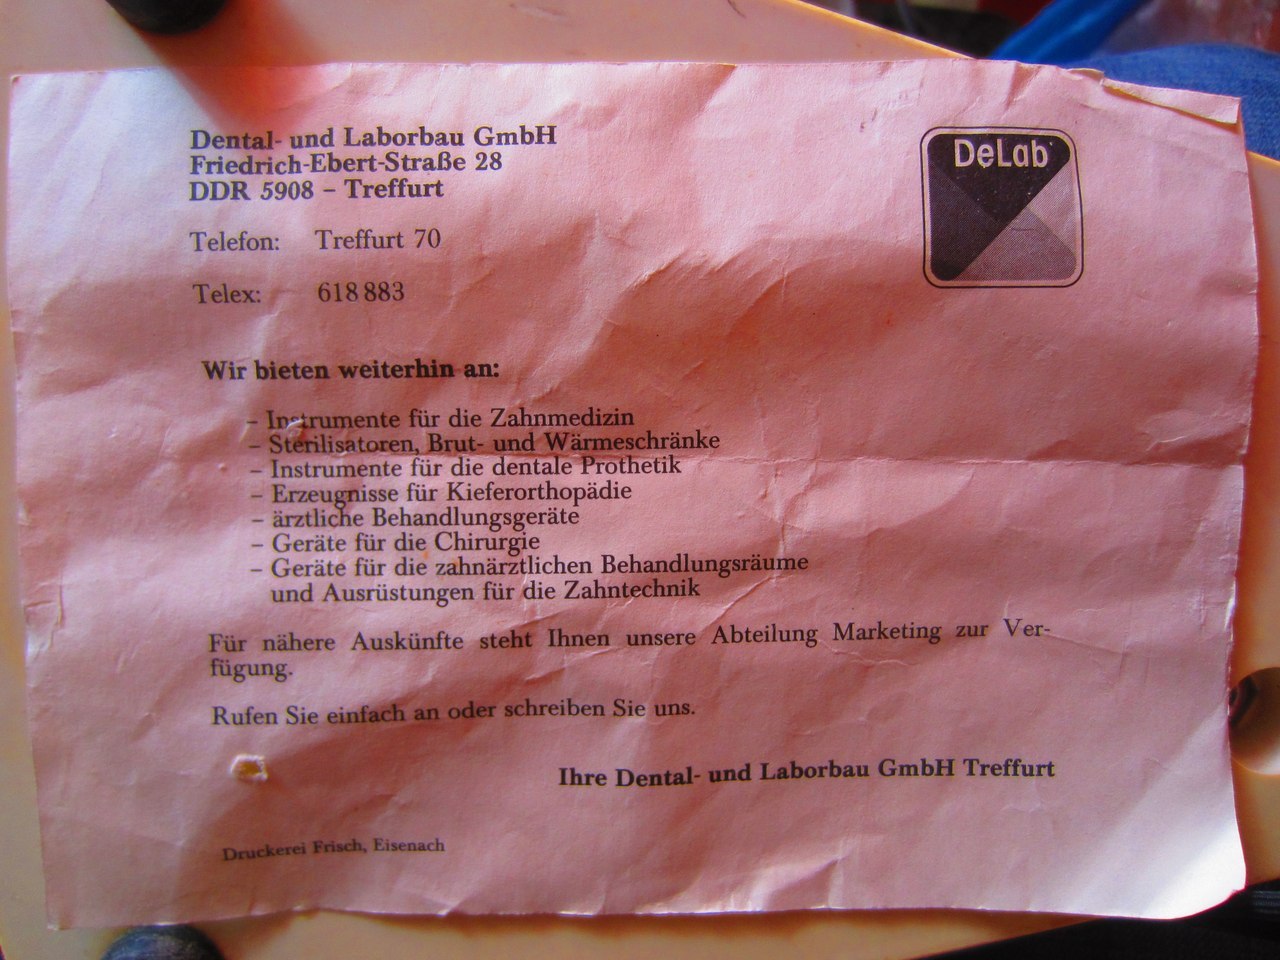 Dental- und Laborbau GmbH
Friedrich-Ebert-Straße 28
DDR 5908 – Treffurt
DeLab
Telefon: Treffurt 70
Telex: 618 883
Wir bieten weiterhin an:
– Instrumente für die Zahnmedizin
– Sterilisatoren, Brut- und Wärmeschränke
– Instrumente für die dentale Prothetik
– Erzeugnisse für Kieferorthopädie
– ärztliche Behandlungsgeräte
– Geräte für die Chirurgie
– Geräte für die zahnärztlichen Behandlungsräume
und Ausrüstungen für die Zahntechnik
Für nähere Auskünfte steht Ihnen unsere Abteilung Marketing zur Ver-
fügung.
Rufen Sie einfach an oder schreiben Sie uns.
Ihre Dental- und Laborbau GmbH Treffurt
Druckerei Frisch, Eisenach